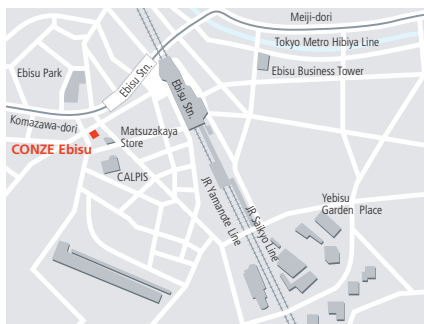 Meiji-dori
Tokyo Metro Hibiya Line
Ebisu Business Tower
Ebisu Park
Ebisu Stn.
Ebisu Stn.
Komazawa-dori
Matsuzakaya
Store
CONZE Ebisu
CALPIS
Yebisu
Garden Place
JR Yamanote Line
JR Saikyo Line